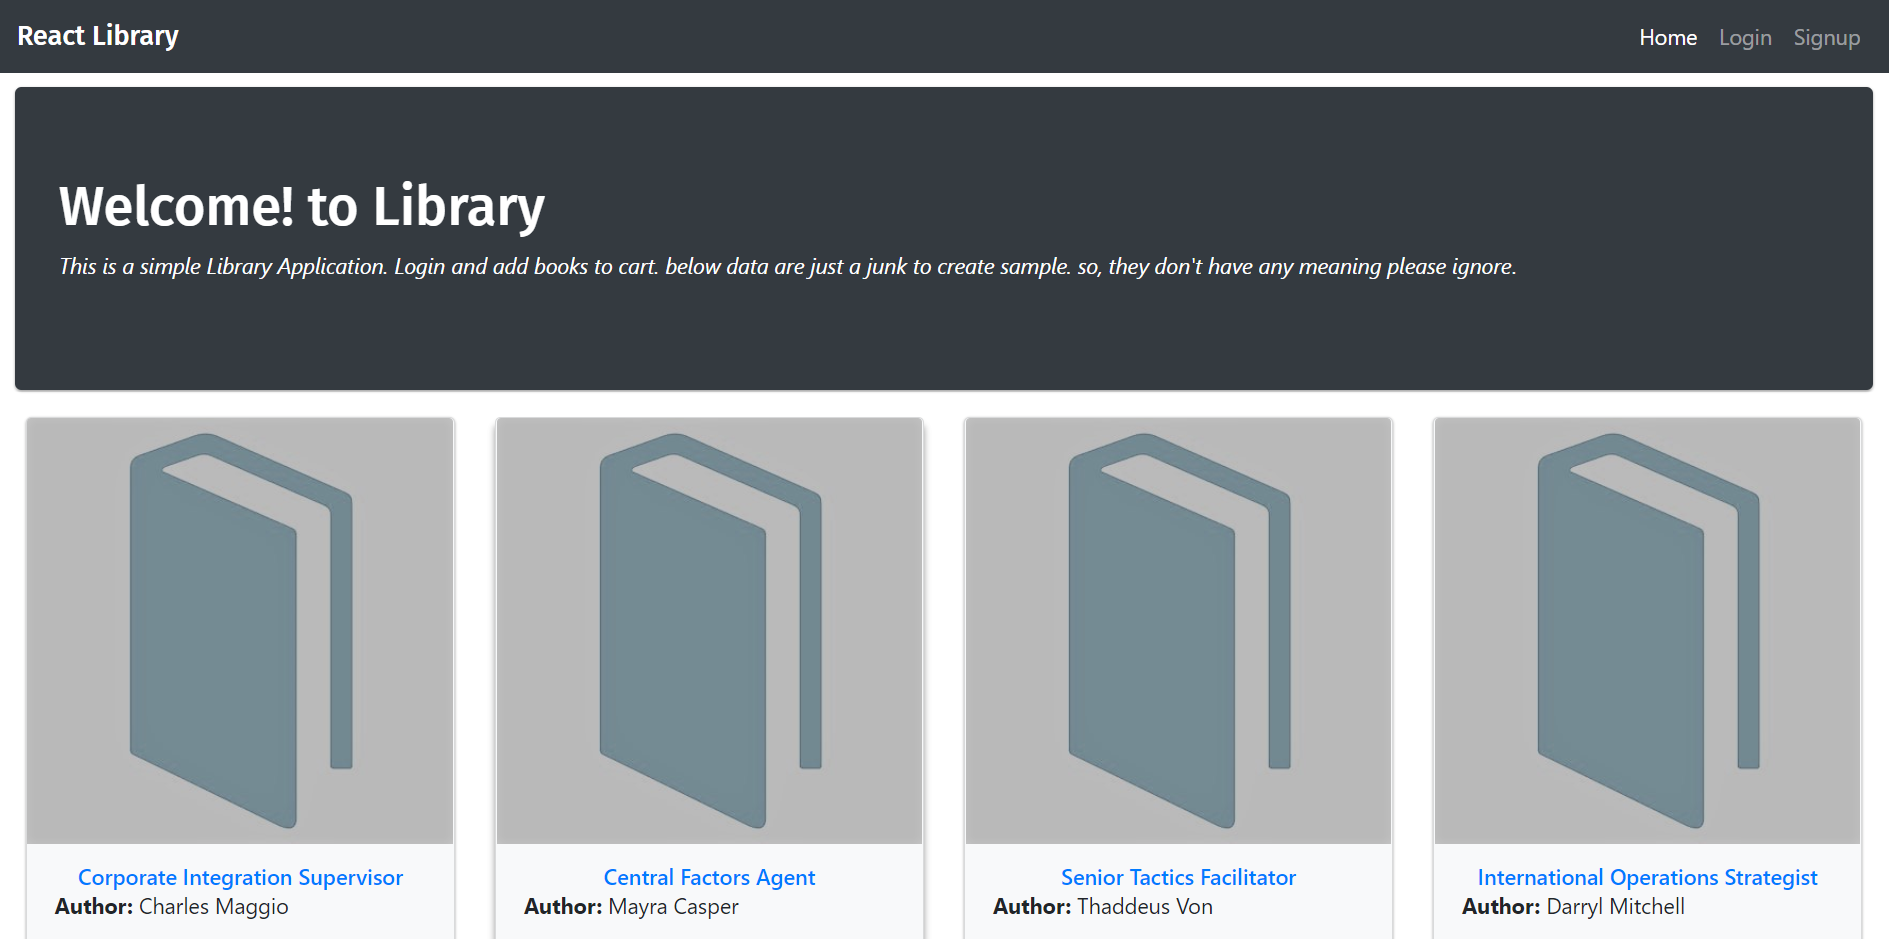 React Library
Home Login Signup
Welcome! to Library
This is a simple Library Application. Login and add books to cart. below data are just a junk to create sample. so, they don't have any meaning please ignore.
Corporate Integration Supervisor
Author: Charles Maggio
Central Factors Agent
Author: Mayra Casper
Senior Tactics Facilitator
Author: Thaddeus Von
International Operations Strategist
Author: Darryl Mitchell